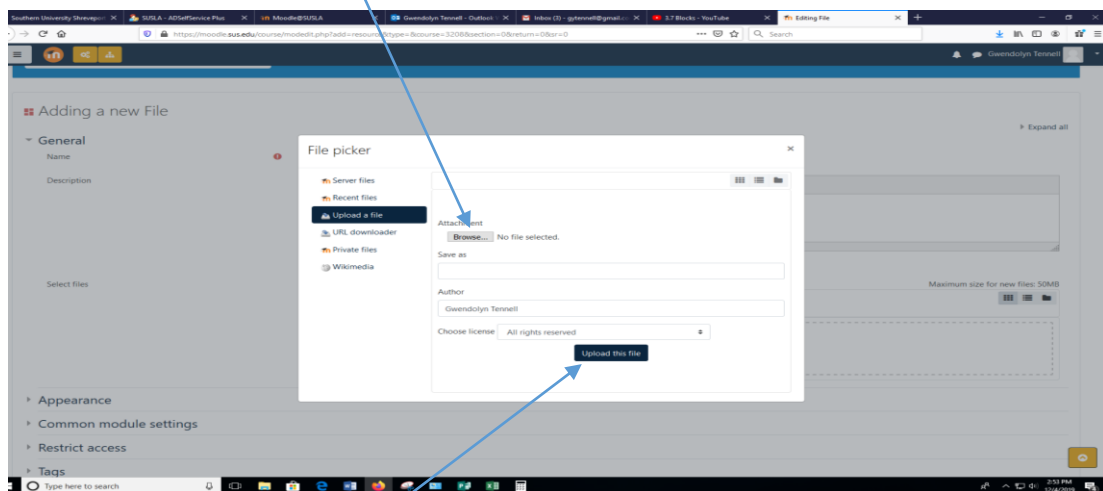 Southern University Shrevepor
SUSLA - ADSelfService Plus
Moodle@SUSLA
Gwendolyn Tennell - Outloo
Inbox (3) - gytennell@gmail.c
3.7 Blocks - YouTube
Editing File
https://moodle.sus.edu/course/modedit.php?add=resource&type=&course=3208&section=0&return=0&sr=0
Search
Gwendolyn Tennell
Adding a new File
Expand all
General
Name
Description
File picker
Server files
Recent files
Upload a file
URL downloader
Private files
Wikimedia
Attachment
Browse... No file selected.
Save as
Author
Gwendolyn Tennell
Choose license All rights reserved
Upload this file
Select files
Maximum size for new files: 50MB
Appearance
Common module settings
Restrict access
Tags
Type here to search
2:53 PM
12/4/2019